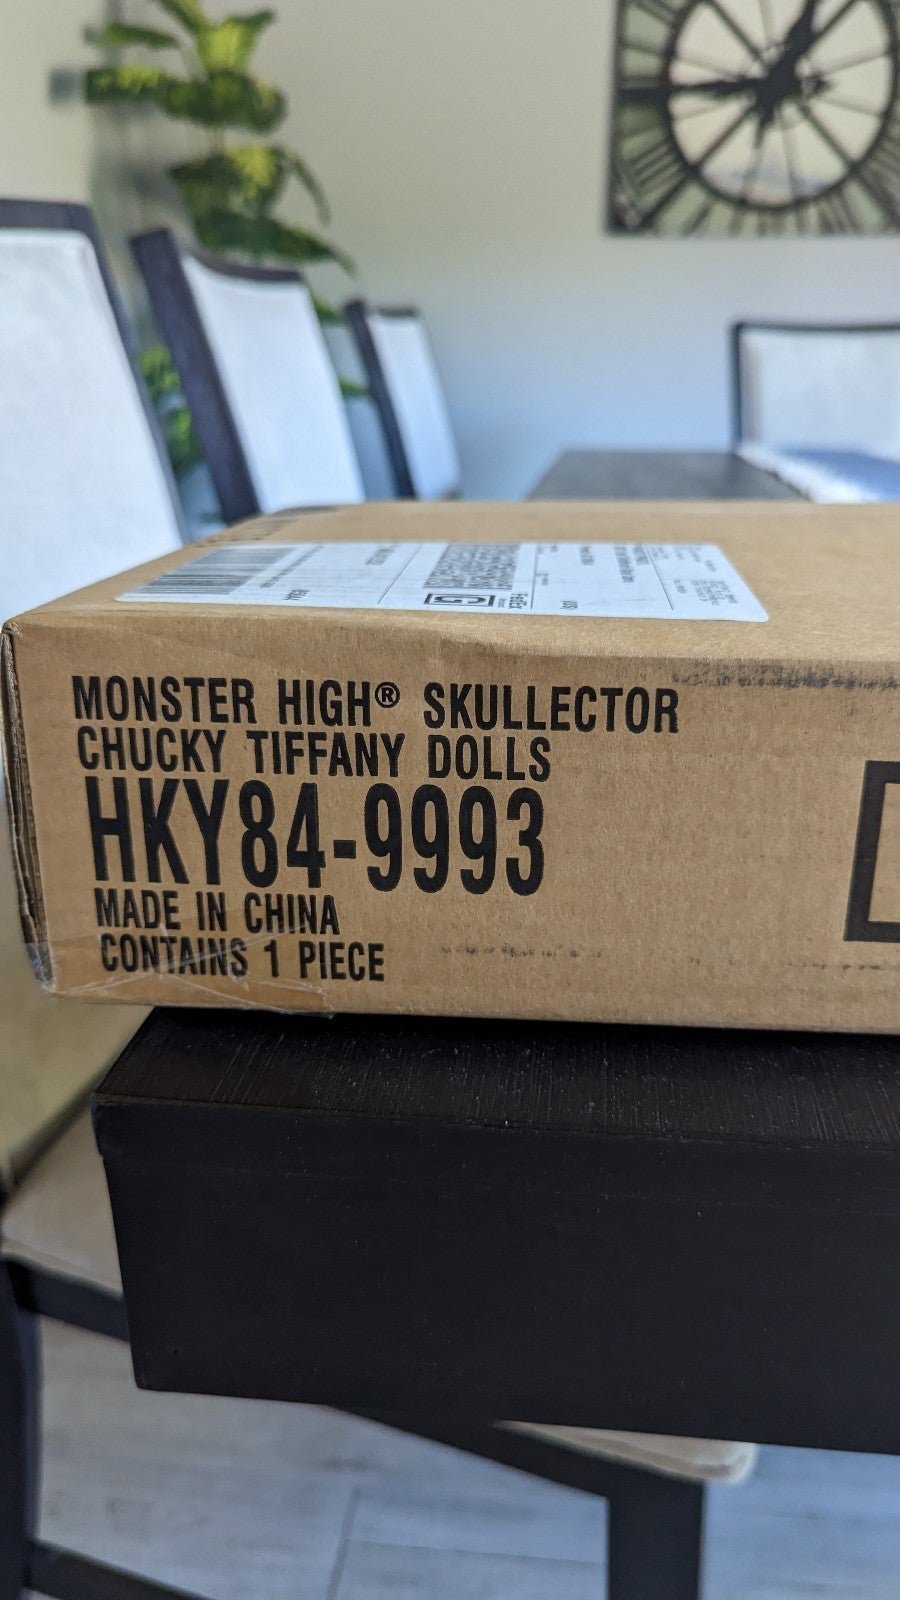 MONSTER HIGH® SKULLECTOR
CHUCKY TIFFANY DOLLS
HKY84-9993
MADE IN CHINA
CONTAINS 1 PIECE